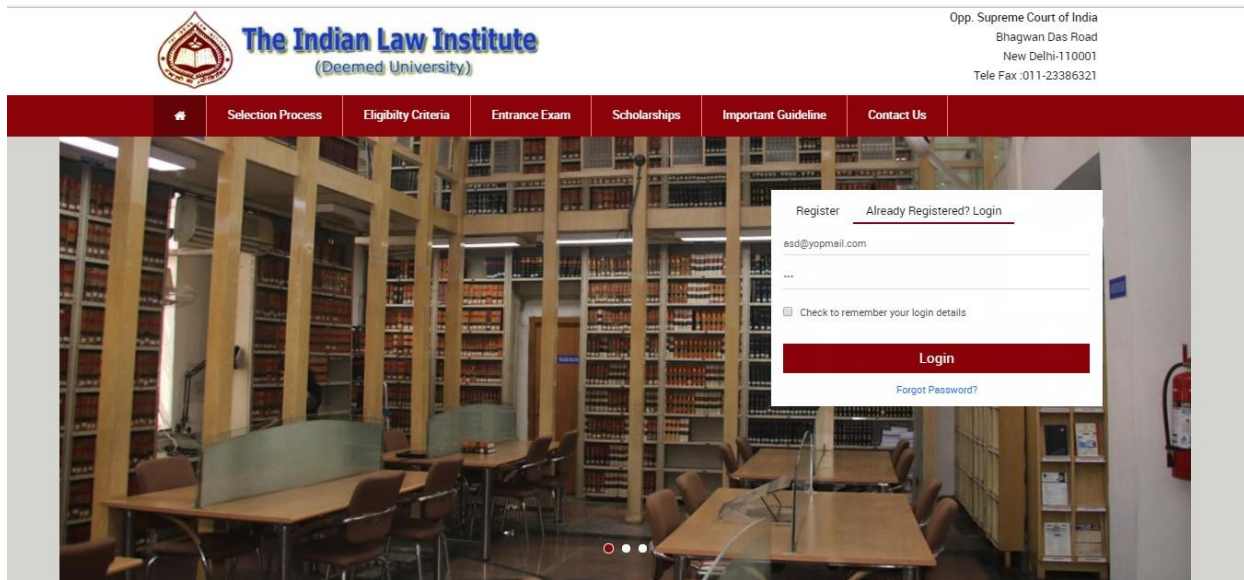 The Indian Law Institute
(Deemed University)
Opp. Supreme Court of India
Bhagwan Das Road
New Delhi-110001
Tele Fax :011-23386321
Selection Process
Eligibilty Criteria
Entrance Exam
Scholarships
Important Guideline
Contact Us
Register
Already Registered? Login
asd@yopmail.com
...
Check to remember your login details
Login
Forgot Password?